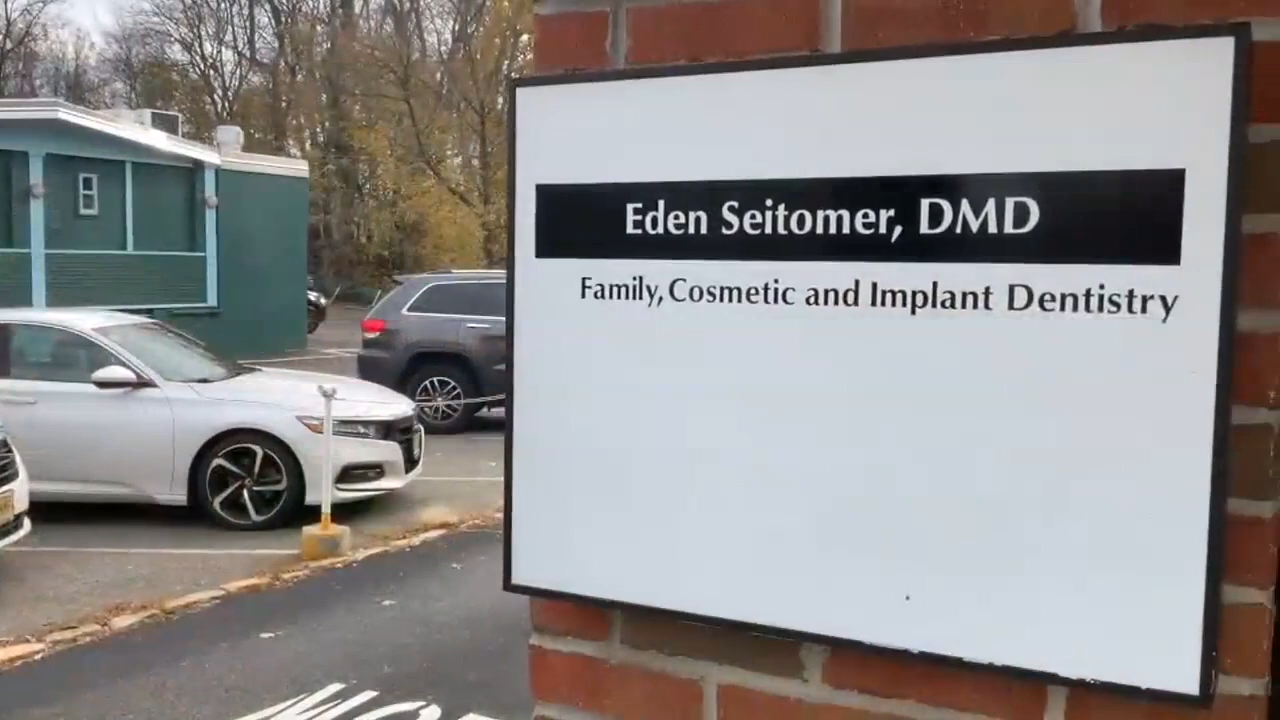 Eden Seitomer, DMD
Family, Cosmetic and Implant Dentistry